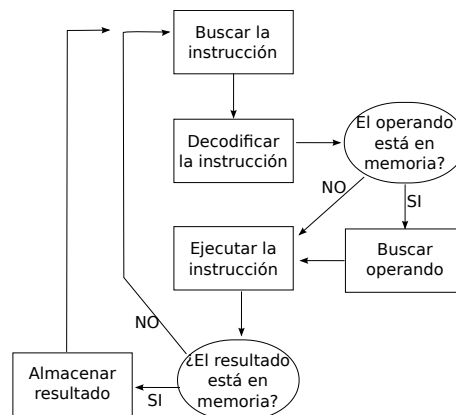 Buscar la
instrucción
Decodificar
la instrucción
El operando
está en
memoria?
NO
SI
Ejecutar la
instrucción
Buscar
operando
NO
¿El resultado
está en
memoria?
SI
Almacenar
resultado